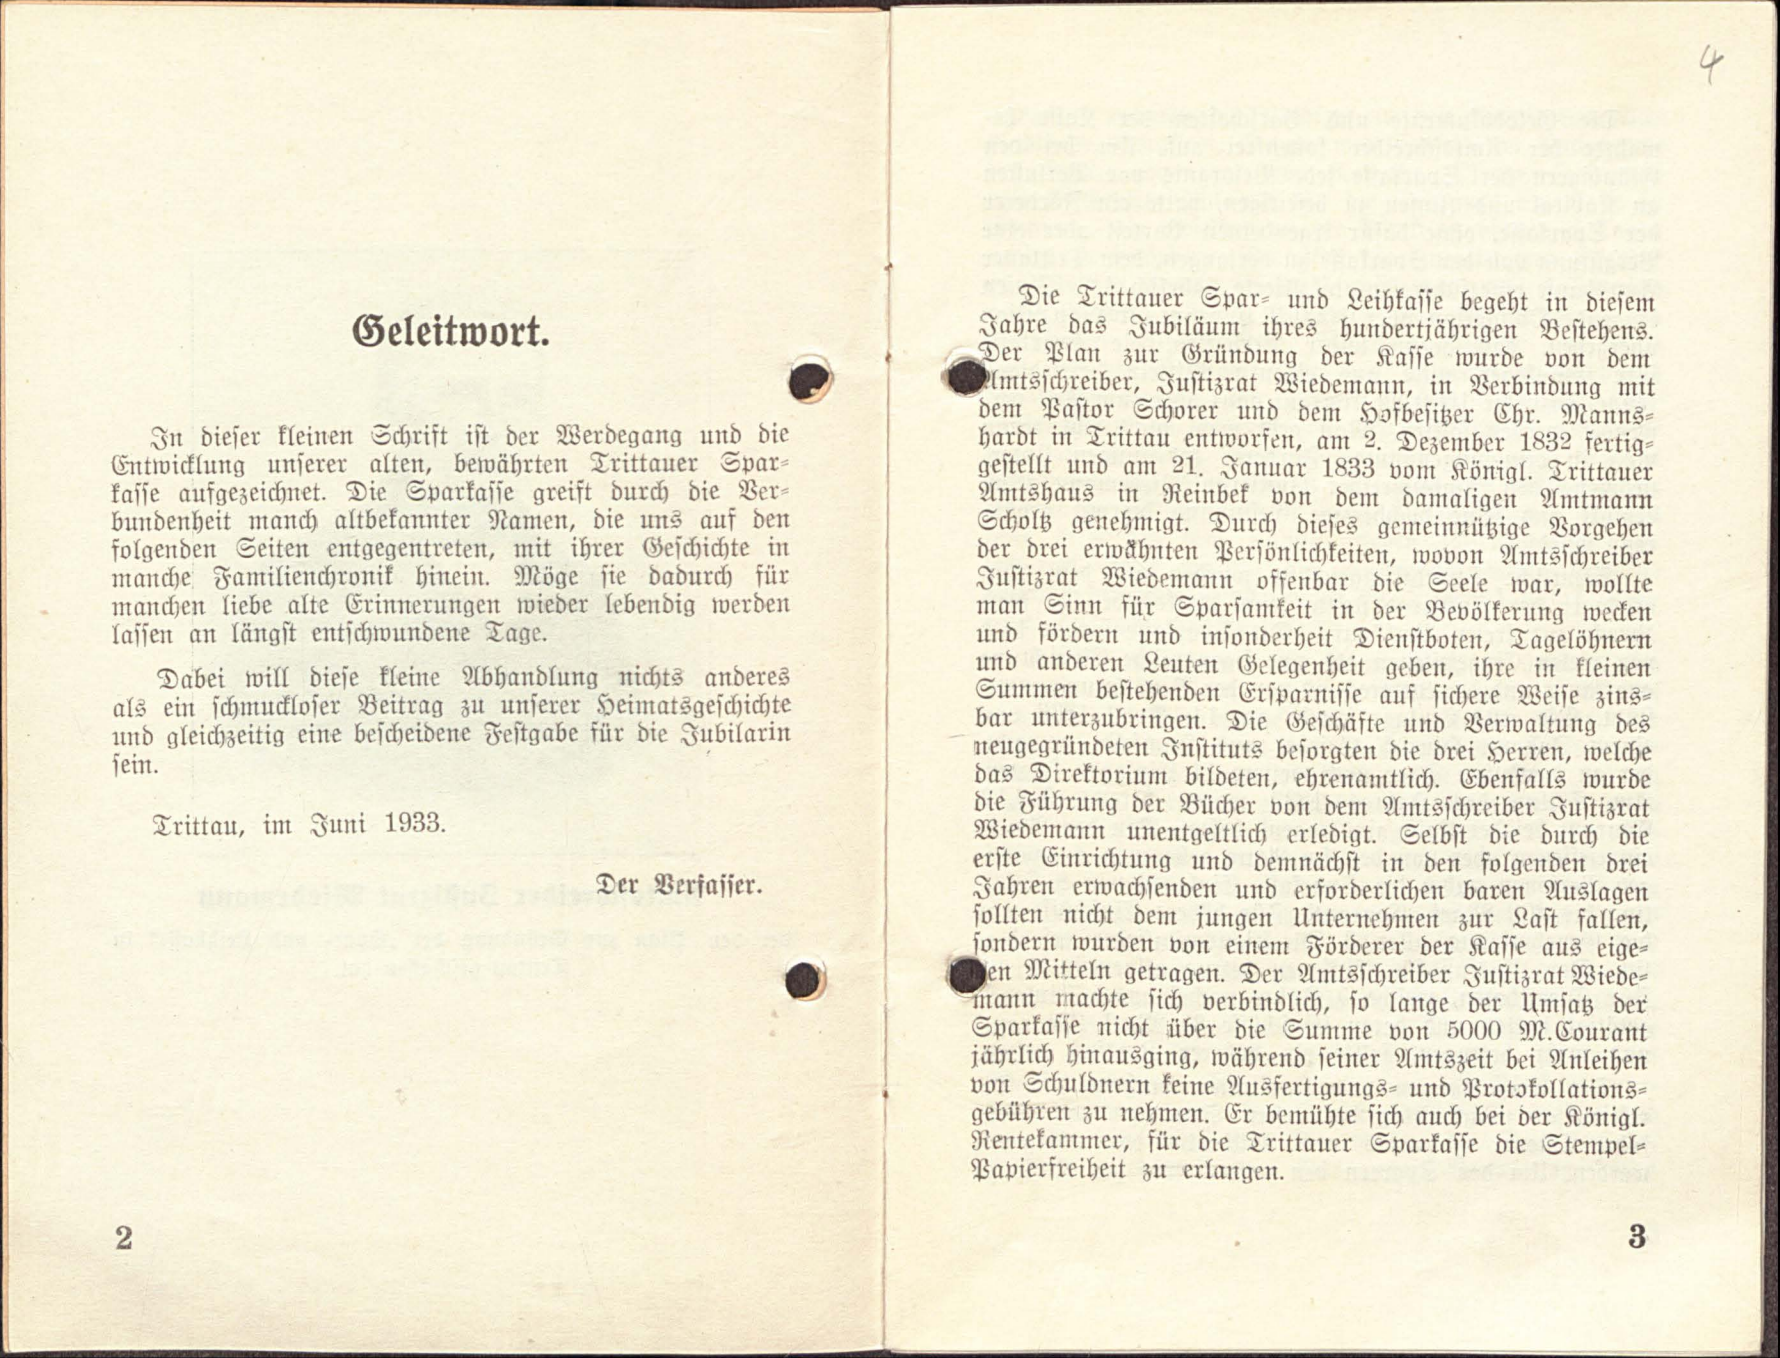 Geleitwort.
In dieser kleinen Schrift ist der Werdegang und die
Entwicklung unserer alten, bewährten Trittauer Spar-
kasse aufgezeichnet. Die Sparkasse greift durch die Ver-
bundenheit manch altbekannter Namen, die uns auf den
folgenden Seiten entgegentreten, mit ihrer Geschichte in
manche Familienchronik hinein. Möge sie dadurch für
manchen liebe alte Erinnerungen wieder lebendig werden
lassen an längst entschwundene Tage.
Dabei will diese kleine Abhandlung nichts anderes
als ein schmuckloser Beitrag zu unserer Heimatsgeschichte
und gleichzeitig eine bescheidene Festgabe für die Jubilarin
sein.
Trittau, im Juni 1933.
Der Verfasser.
2
4
Die Trittauer Spar- und Leihkasse begeht in diesem
Jahre das Jubiläum ihres hundertjährigen Bestehens.
Der Plan zur Gründung der Kasse wurde von dem
Amtsschreiber, Justizrat Wiedemann, in Verbindung mit
dem Pastor Schorer und dem Hofbesitzer Chr. Manns-
hardt in Trittau entworfen, am 2. Dezember 1832 fertig-
gestellt und am 21. Januar 1833 vom Königl. Trittauer
Amtshaus in Reinbek von dem damaligen Amtmann
Scholtz genehmigt. Durch dieses gemeinnützige Vorgehen
der drei erwähnten Persönlichkeiten, wovon Amtsschreiber
Justizrat Wiedemann offenbar die Seele war, wollte
man Sinn für Sparsamkeit in der Bevölkerung wecken
und fördern und insonderheit Dienstboten, Tagelöhnern
und anderen Leuten Gelegenheit geben, ihre in kleinen
Summen bestehenden Ersparnisse auf sichere Weise zins-
bar unterzubringen. Die Geschäfte und Verwaltung des
neugegründeten Instituts besorgten die drei Herren, welche
das Direktorium bildeten, ehrenamtlich. Ebenfalls wurde
die Führung der Bücher von dem Amtsschreiber Justizrat
Wiedemann unentgeltlich erledigt. Selbst die durch die
erste Einrichtung und demnächst in den folgenden drei
Jahren erwachsenden und erforderlichen baren Auslagen
sollten nicht dem jungen Unternehmen zur Last fallen,
sondern wurden von einem Förderer der Kasse aus eige-
nen Mitteln getragen. Der Amtsschreiber Justizrat Wiede-
mann machte sich verbindlich, so lange der Umsatz der
Sparkasse nicht über die Summe von 5000 M.Courant
jährlich hinausging, während seiner Amtszeit bei Anleihen
von Schuldnern keine Ausfertigungs- und Protokollations-
gebühren zu nehmen. Er bemühte sich auch bei der Königl.
Rentekammer, für die Trittauer Sparkasse die Stempel-
Papierfreiheit zu erlangen.
3